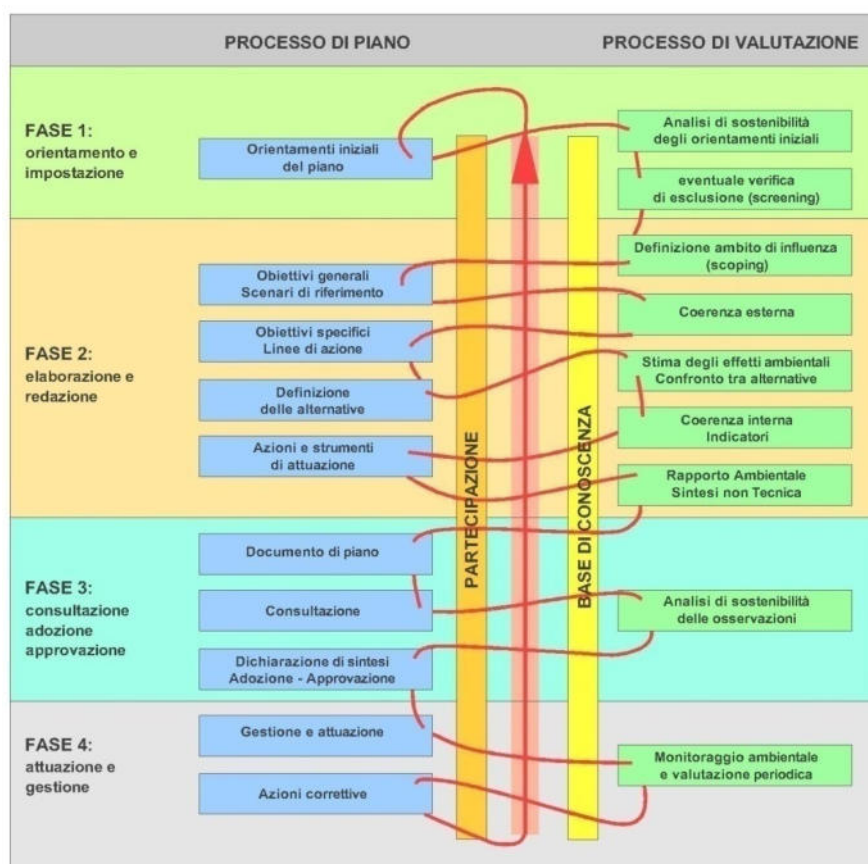 PROCESSO DI PIANO
PROCESSO DI VALUTAZIONE
FASE 1:
orientamento e
impostazione
Orientamenti iniziali
del piano
Analisi di sostenibilità
degli orientamenti iniziali
eventuale verifica
di esclusione (screening)
FASE 2:
elaborazione e
redazione
Obiettivi generali
Scenari di riferimento
Obiettivi specifici
Linee di azione
Definizione
delle alternative
Azioni e strumenti
di attuazione
Definizione ambito di influenza
(scoping)
Coerenza esterna
Stima degli effetti ambientali
Confronto tra alternative
Coerenza interna
Indicatori
Rapporto Ambientale
Sintesi non Tecnica
PARTECIPAZIONE
BASE DI CONOSCENZA
FASE 3:
consultazione
adozione
approvazione
Documento di piano
Consultazione
Dichiarazione di sintesi
Adozione - Approvazione
Analisi di sostenibilità
delle osservazioni
FASE 4:
attuazione e
gestione
Gestione e attuazione
Azioni correttive
Monitoraggio ambientale
e valutazione periodica